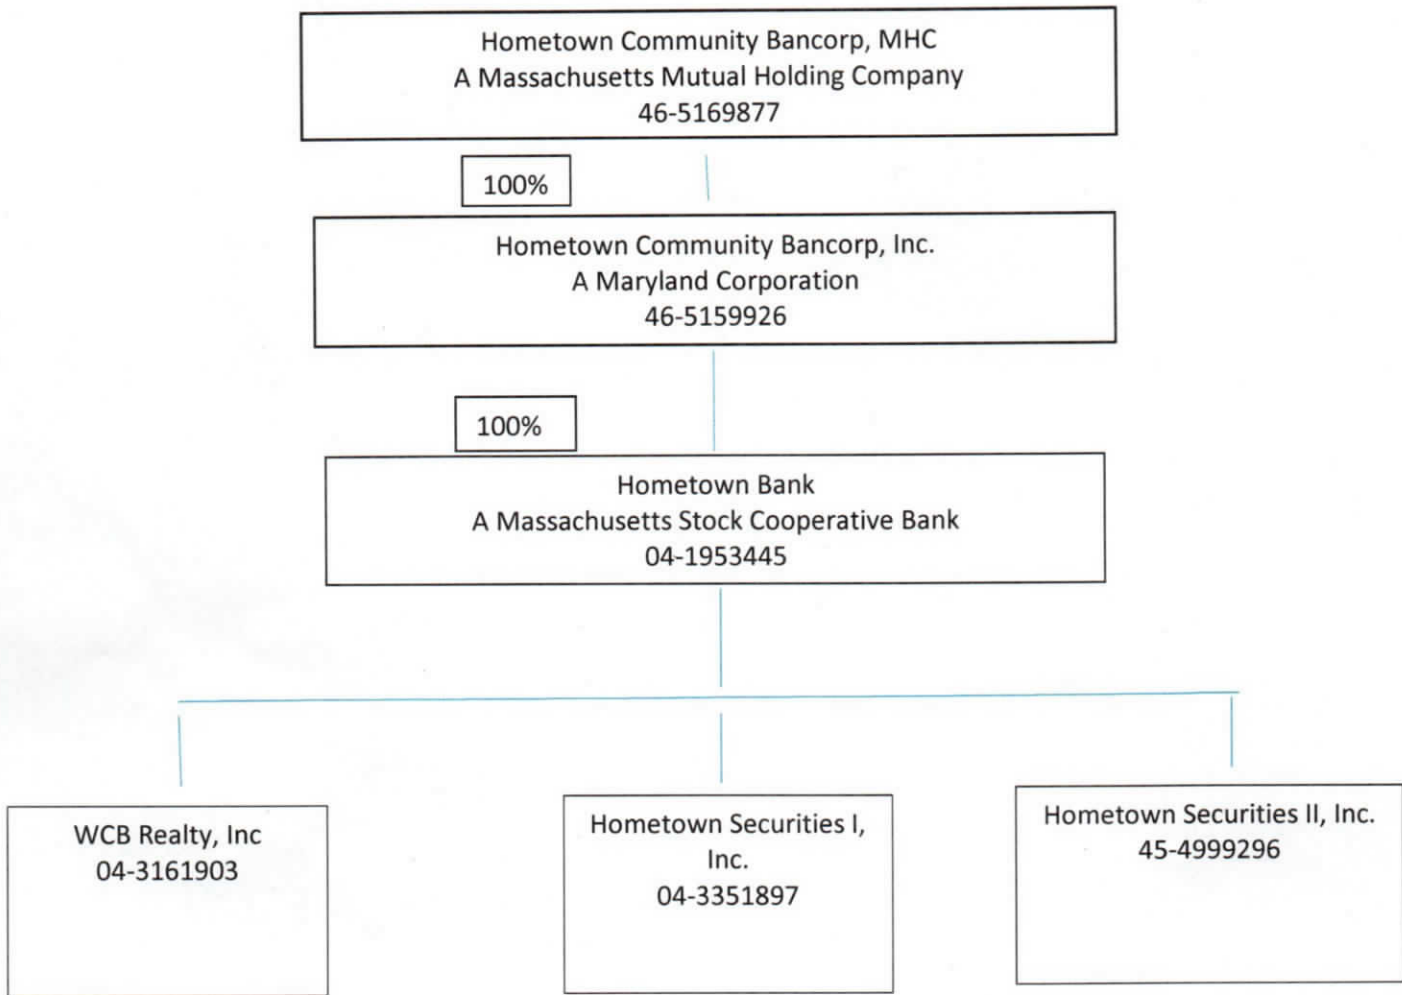 Hometown Community Bancorp, MHC
A Massachusetts Mutual Holding Company
46-5169877
100%
Hometown Community Bancorp, Inc.
A Maryland Corporation
46-5159926
100%
Hometown Bank
A Massachusetts Stock Cooperative Bank
04-1953445
WCB Realty, Inc
04-3161903
Hometown Securities I,
Inc.
04-3351897
Hometown Securities II, Inc.
45-4999296